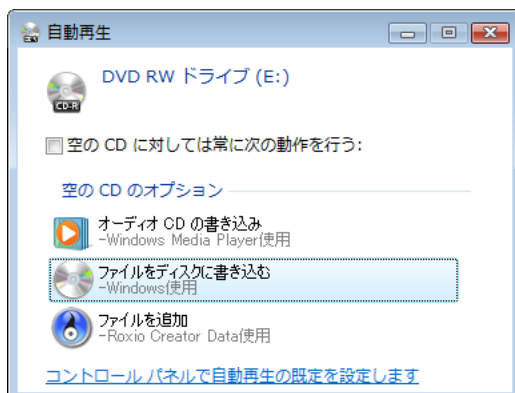 自動再生
DVD RW ドライブ (E:)
CD-R
空の CD に対しては常に次の動作を行う:
空の CD のオプション
オーディオ CD の書き込み
-Windows Media Player使用
ファイルをディスクに書き込む
-Windows使用
ファイルを追加
-Roxio Creator Data使用
コントロール パネルで自動再生の既定を設定します